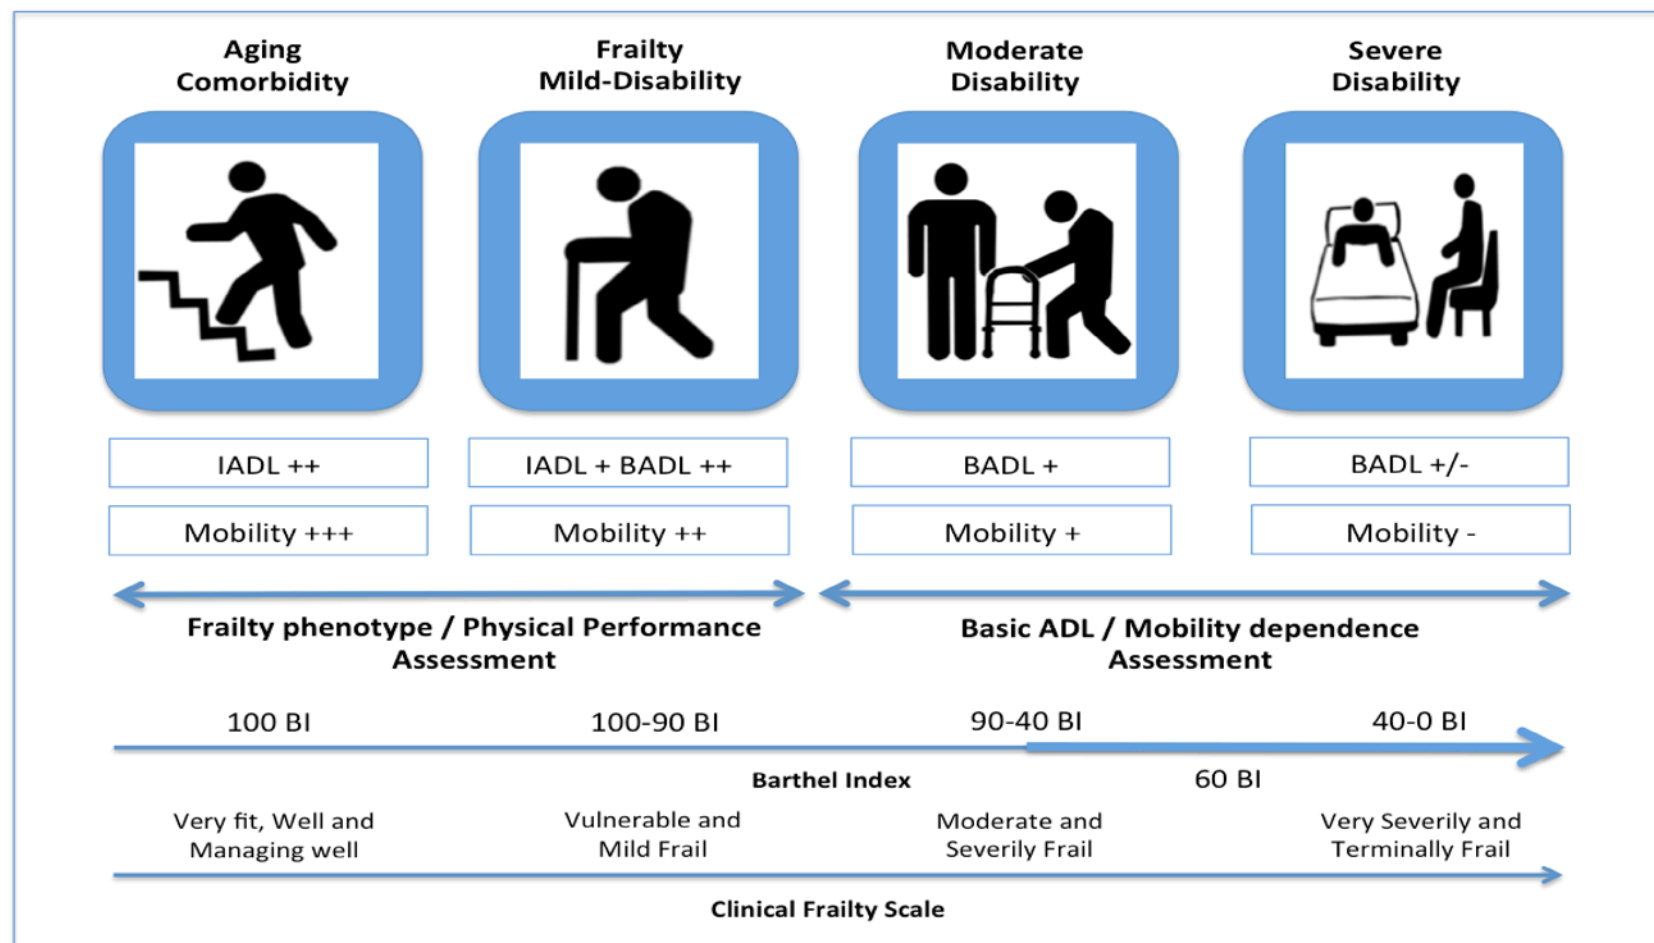 Aging
Comorbidity
Frailty
Mild-Disability
Moderate
Disability
Severe
Disability
IADL ++
IADL + BADL ++
BADL +
BADL +/-
Mobility +++
Mobility ++
Mobility +
Mobility -
Frailty phenotype / Physical Performance
Assessment
Basic ADL / Mobility dependence
Assessment
100 BI
100-90 BI
90-40 BI
40-0 BI
Barthel Index
60 BI
Very fit, Well and
Managing well
Vulnerable and
Mild Frail
Moderate and
Severily Frail
Very Severily and
Terminally Frail
Clinical Frailty Scale